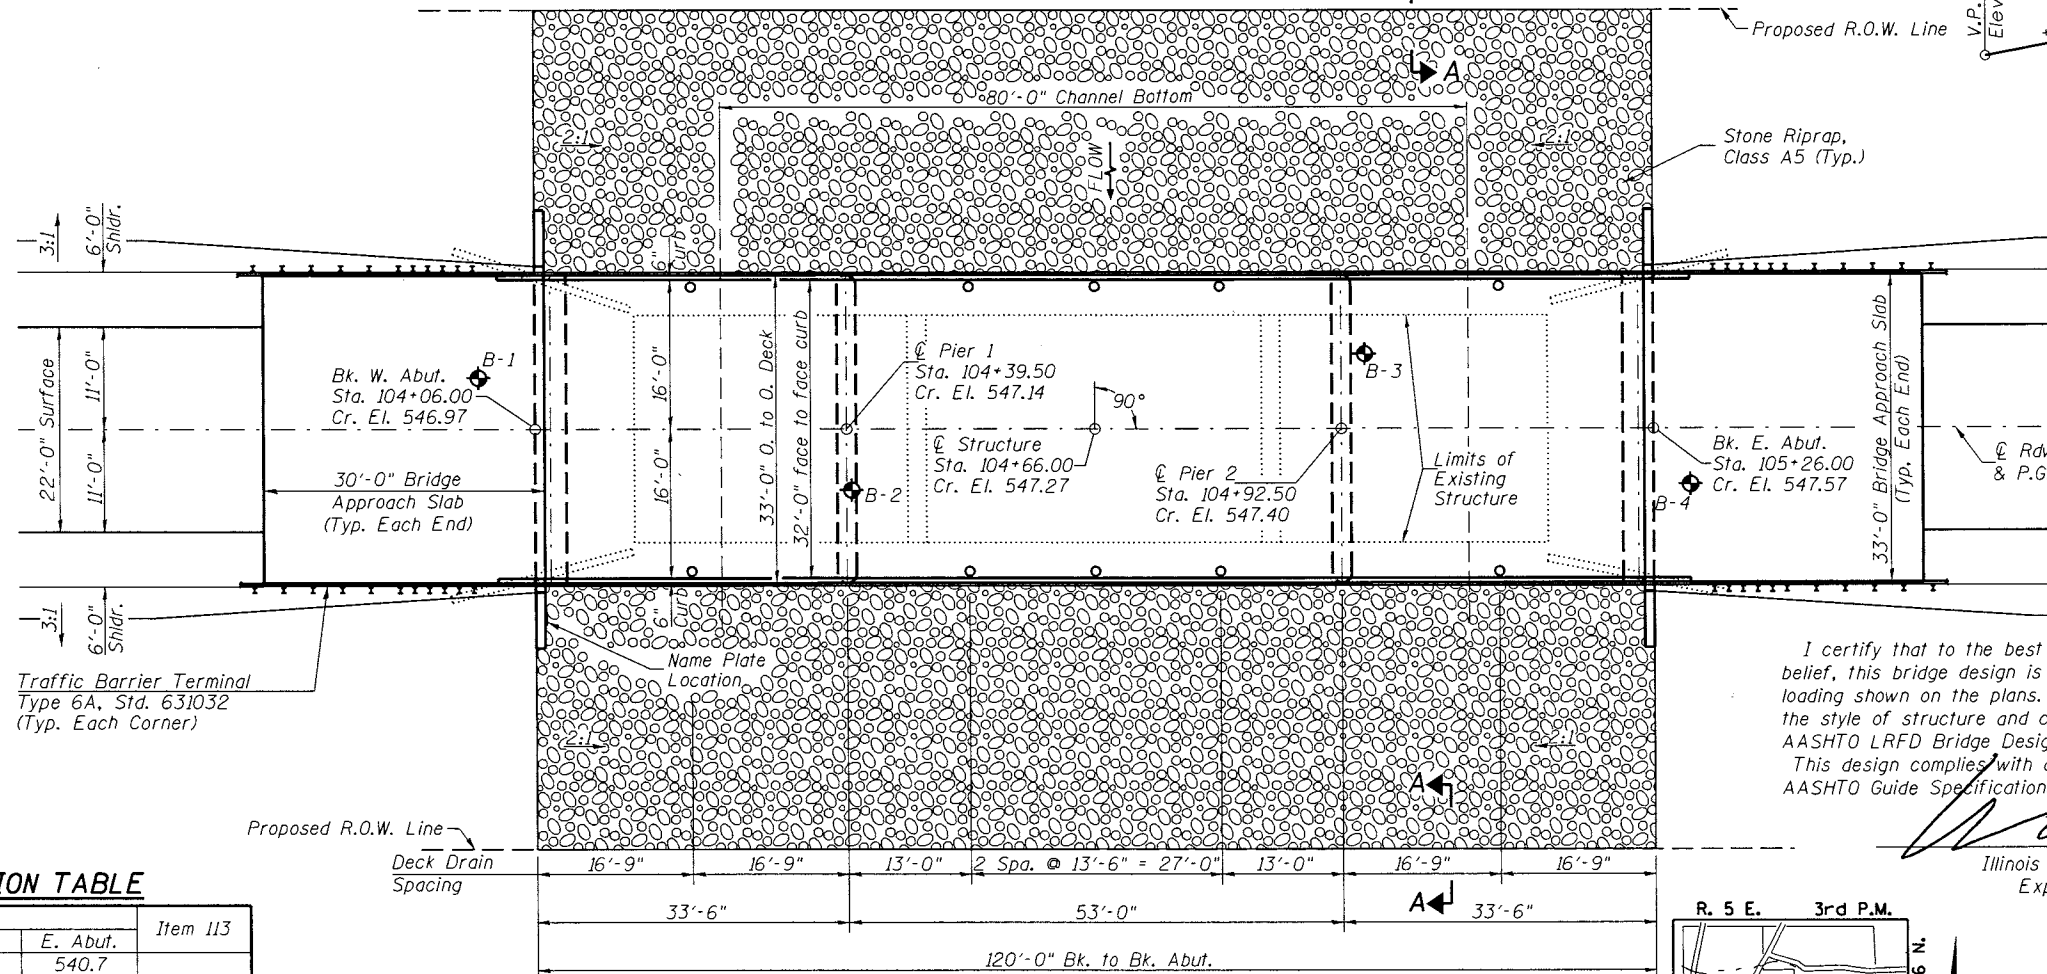 Proposed R.O.W. Line
V.P.
Elev
A
80'-0" Channel Bottom
2:1
2:1
FLOW
Stone Riprap,
Class A5 (Typ.)
3:1
6'-0"
Shldr.
Curb
B-1
Bk. W. Abut.
Sta. 104+06.00
Cr. El. 546.97
22'-0" Surface
11'-0"
11'-0"
16'-0"
16'-0"
33'-0" O. to O. Deck
32'-0" face to face curb
℄ Pier 1
Sta. 104+39.50
Cr. El. 547.14
90°
B-3
℄ Structure
Sta. 104+66.00
Cr. El. 547.27
B-2
℄ Pier 2
Sta. 104+92.50
Cr. El. 547.40
Limits of
Existing
Structure
Bk. E. Abut.
Sta. 105+26.00
Cr. El. 547.57
B-4
33'-0" Bridge Approach Slab
(Typ. Each End)
℄ Rdw
& P.G
30'-0" Bridge
Approach Slab
(Typ. Each End)
3:1
6'-0"
Shldr.
6"
Curb
Name Plate
Location
Traffic Barrier Terminal
Type 6A, Std. 631032
(Typ. Each Corner)
2:1
2:1
A
I certify that to the best
belief, this bridge design is
loading shown on the plans.
the style of structure and c
AASHTO LRFD Bridge Desig
This design complies with a
AASHTO Guide Specification
Illinois
Exp
Proposed R.O.W. Line
Deck Drain
Spacing
16'-9"
16'-9"
13'-0"
2 Spa. @ 13'-6" = 27'-0"
13'-0"
16'-9"
16'-9"
33'-6"
53'-0"
33'-6"
A
120'-0" Bk. to Bk. Abut.
ION TABLE
E. Abut.
Item 113
540.7
R. 5 E.
3rd P.M.
6 N.